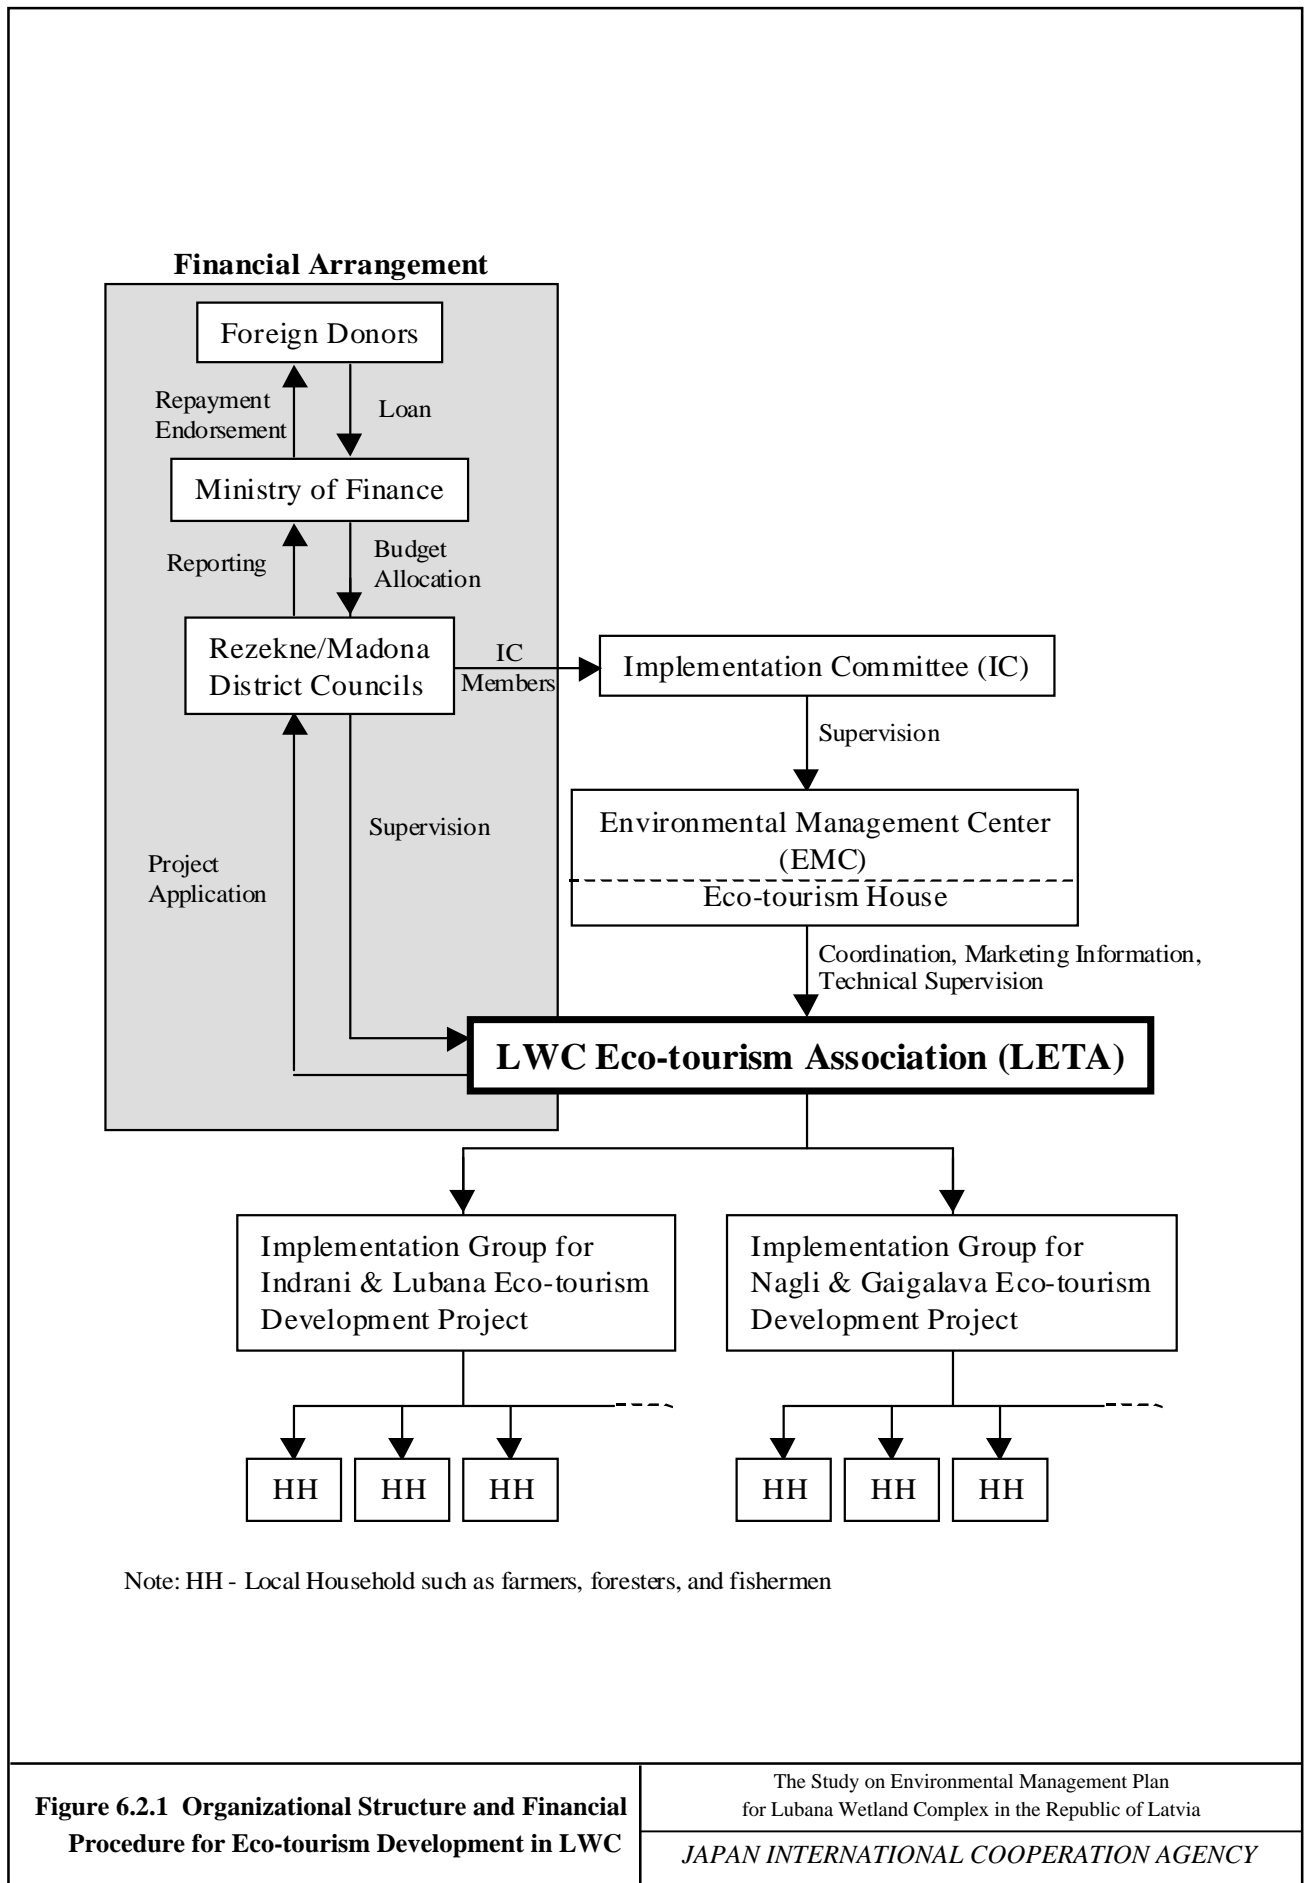 Financial Arrangement
Foreign Donors
Repayment
Endorsement
Loan
Ministry of Finance
Reporting
Budget
Allocation
Rezekne/Madona
District Councils
IC
Members
Implementation Committee (IC)
Supervision
Environmental Management Center
(EMC)
Eco-tourism House
Supervision
Project
Application
Coordination, Marketing Information,
Technical Supervision
LWC Eco-tourism Association (LETA)
Implementation Group for
Indrani & Lubana Eco-tourism
Development Project
Implementation Group for
Nagli & Gaigalava Eco-tourism
Development Project
HH
HH
HH
HH
HH
HH
Note: HH - Local Household such as farmers, foresters, and fishermen
Figure 6.2.1 Organizational Structure and Financial
Procedure for Eco-tourism Development in LWC
The Study on Environmental Management Plan
for Lubana Wetland Complex in the Republic of Latvia
JAPAN INTERNATIONAL COOPERATION AGENCY